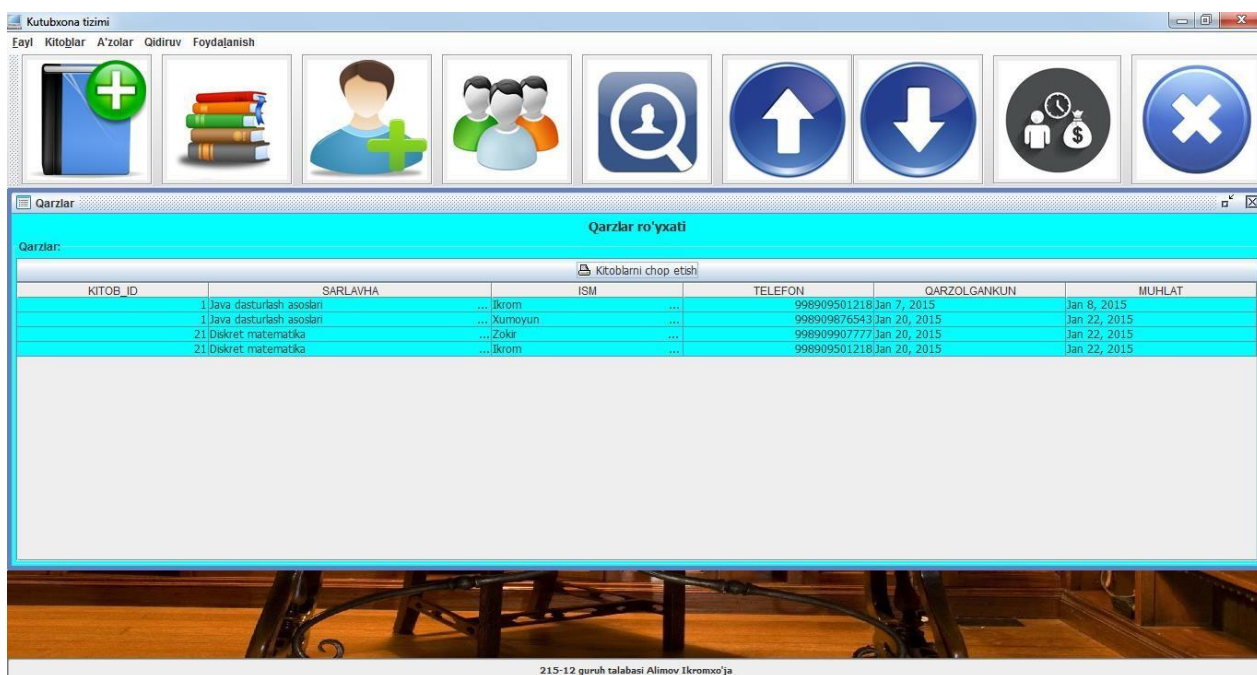 Kutubxona tizimi
Fayl Kitoblar A'zolar Qidiruv Foydalanish
Qarzlar
Qarzlar ro'yxati
Qarzlar:
Kitoblarni chop etish
KITOB_ID SARLAVHA ISM TELEFON QARZOLGANKUN MUHLAT
1 Java dasturlash asoslari ... Ikrom ... 998909501218 Jan 7, 2015 Jan 8, 2015
1 Java dasturlash asoslari ... Xumoyun ... 998909876543 Jan 20, 2015 Jan 22, 2015
21 Diskret matematika ... Zokir ... 998909907777 Jan 20, 2015 Jan 22, 2015
21 Diskret matematika ... Ikrom ... 998909501218 Jan 20, 2015 Jan 22, 2015
215-12 guruh talabasi Alimov Ikromxo'ja